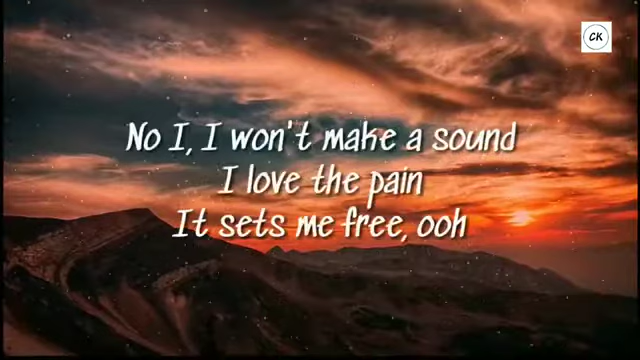 CK
No I, I won't make a sound
I love the pain
It sets me free, ooh